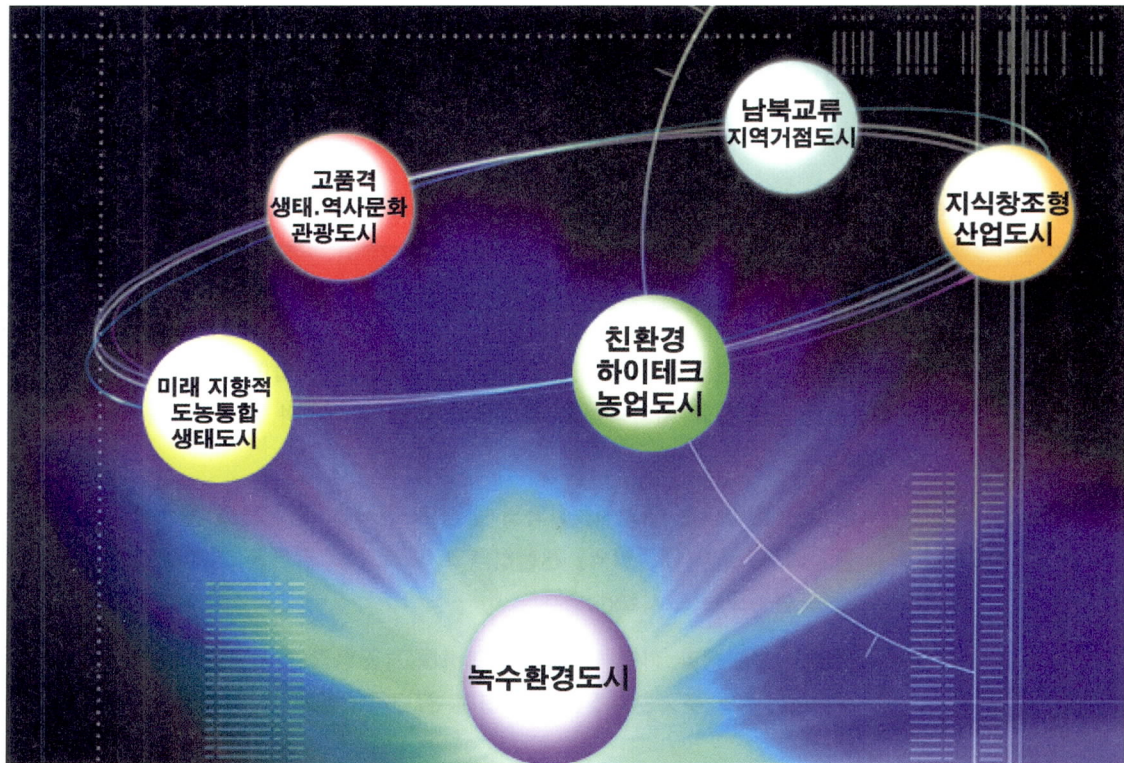 남북교류
지역거점도시
고품격
생태.역사문화
관광도시
지식창조형
산업도시
친환경
하이테크
농업도시
미래 지향적
도농통합
생태도시
녹수환경도시